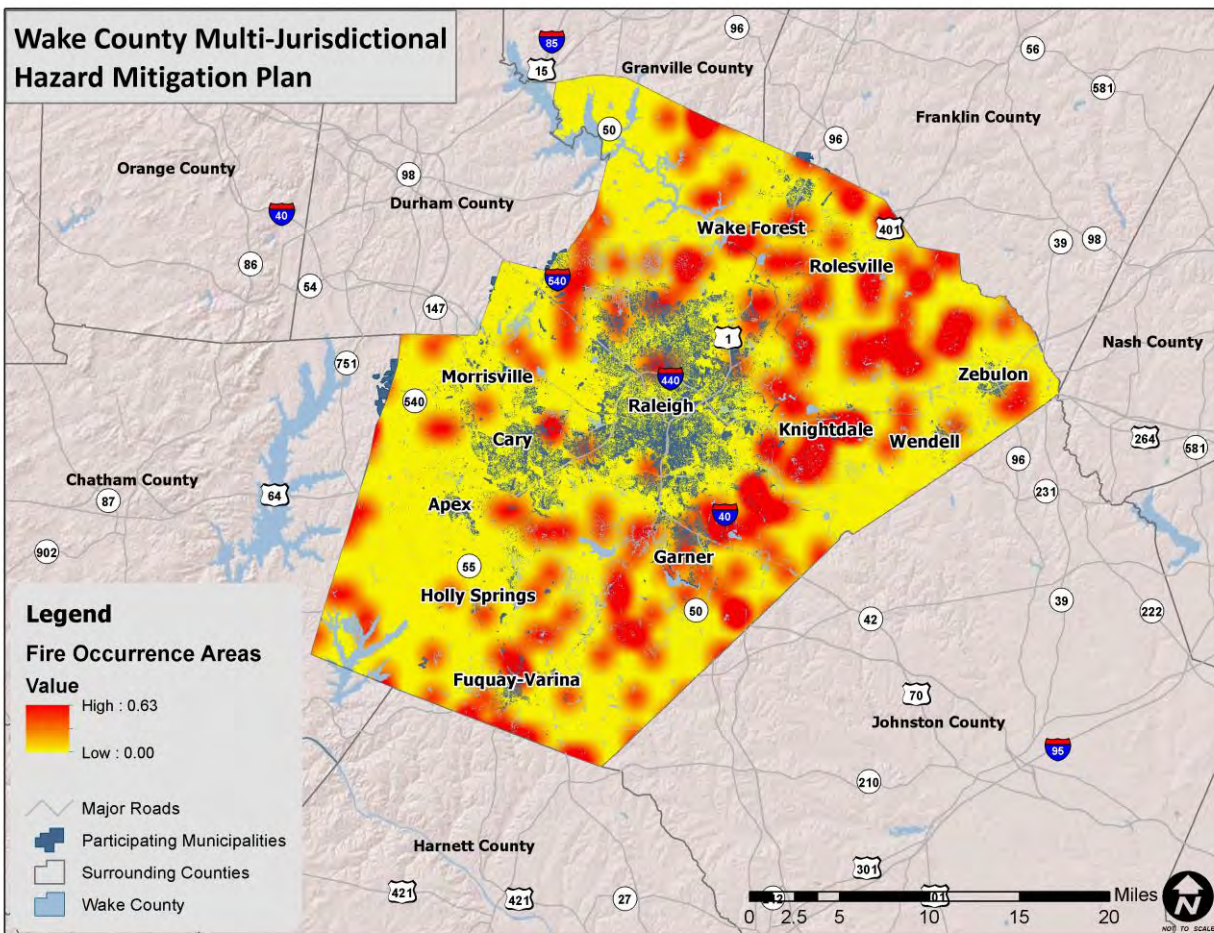 Wake County Multi-Jurisdictional
Hazard Mitigation Plan
85
15
96
Granville County
56
581
Franklin County
50
96
Orange County
98
Durham County
40
86
54
147
Wake Forest
401
Rolesville
39
98
540
1
Nash County
751
Morrisville
440
Zebulon
540
Raleigh
Cary
Knightdale
Wendell
264
581
96
Chatham County
64
87
231
Apex
40
902
Garner
55
Holly Springs
50
42
39
222
Fuquay-Varina
70
Johnston County
95
210
Harnett County
301
421
421
27
Legend
Fire Occurrence Areas
Value
High : 0.63
Low : 0.00
Major Roads
Participating Municipalities
Surrounding Counties
Wake County
Miles
0 2.5 5 10 15 20
N
NOT TO SCALE